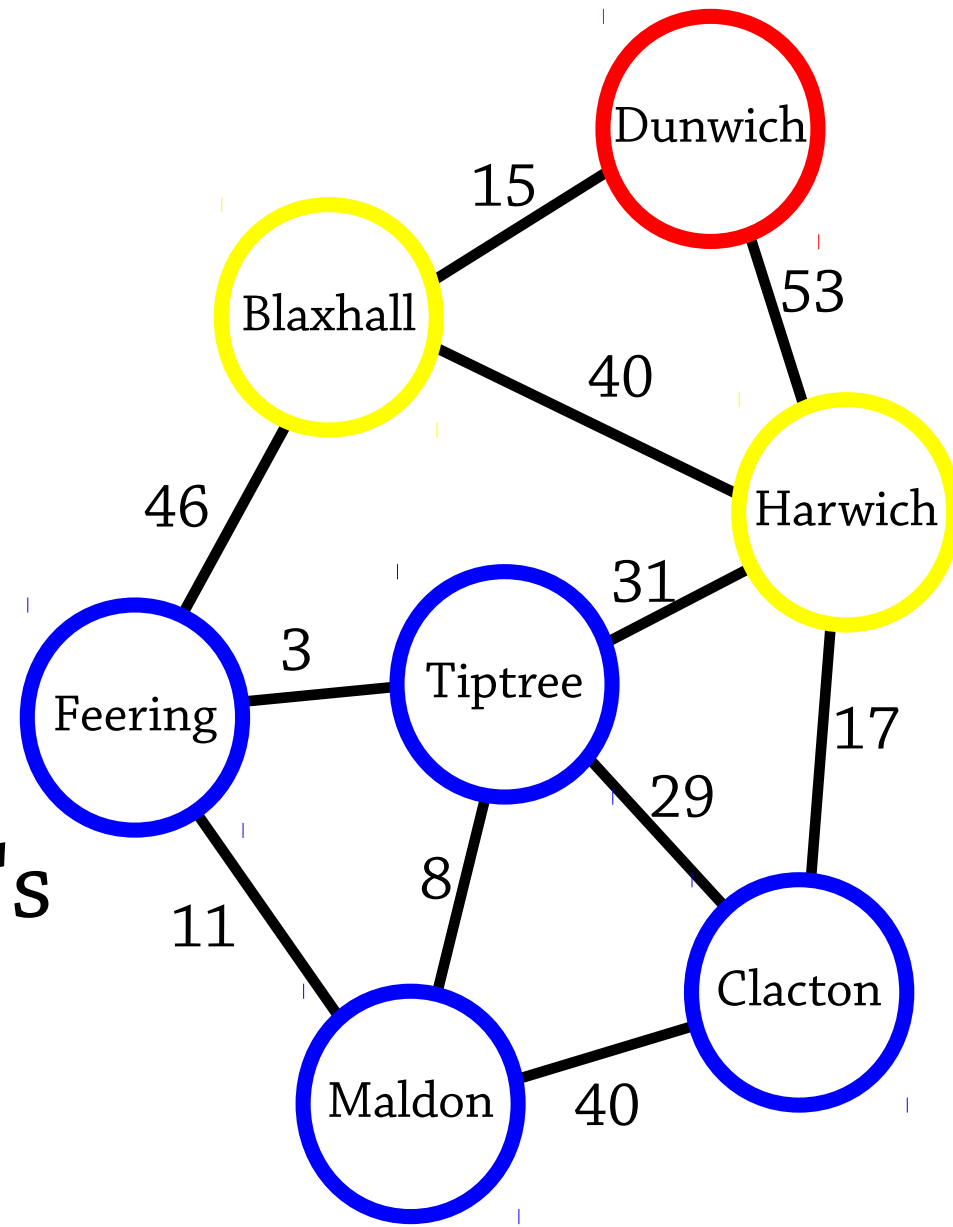 Dunwich
15
53
Blaxhall
40
46
Harwich
31
3
Tiptree
Feering
17
29
8
's
11
Clacton
Maldon
40